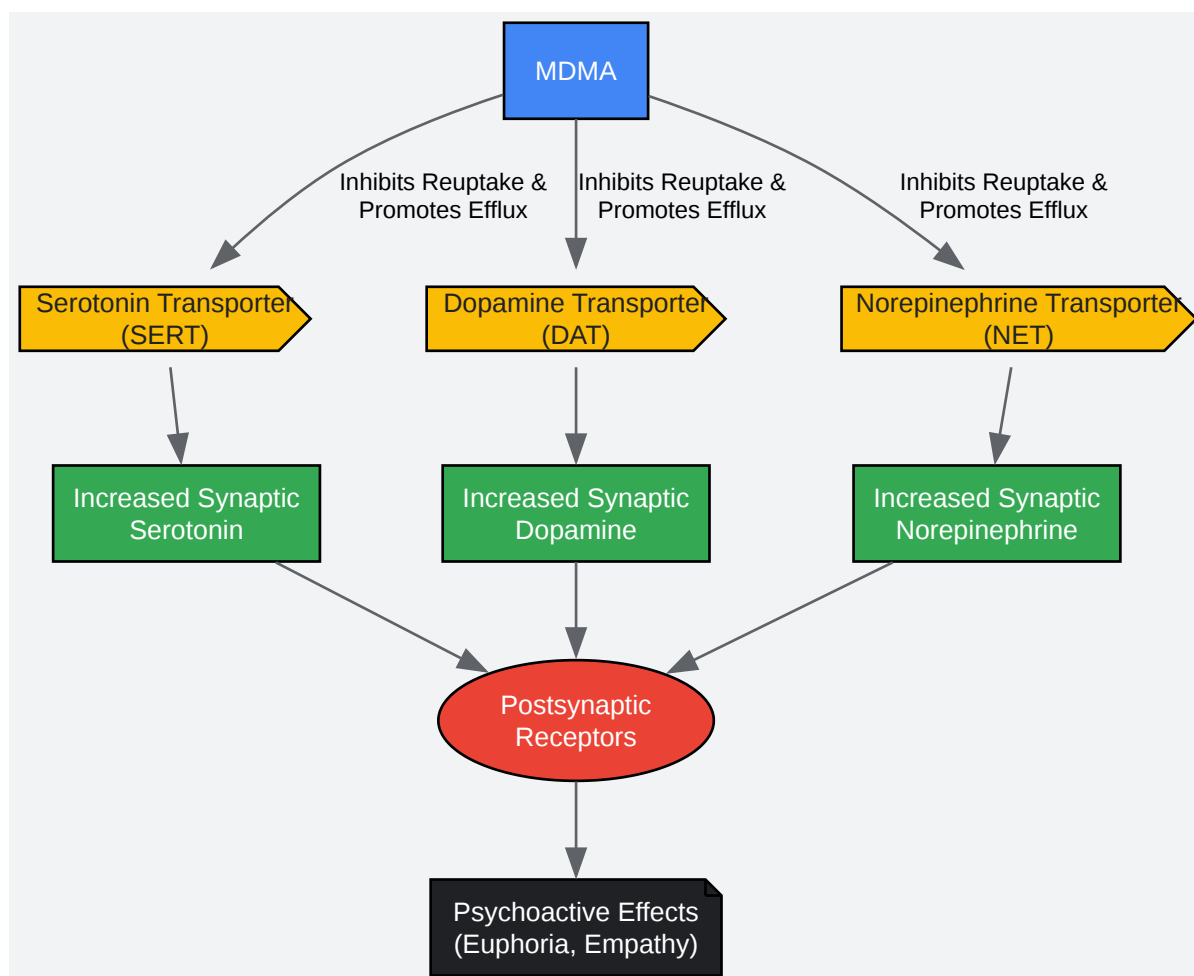 MDMA
Inhibits Reuptake &
Promotes Efflux
Inhibits Reuptake &
Promotes Efflux
Inhibits Reuptake &
Promotes Efflux
Serotonin Transporter
(SERT)
Dopamine Transporter
(DAT)
Norepinephrine Transporter
(NET)
Increased Synaptic
Serotonin
Increased Synaptic
Dopamine
Increased Synaptic
Norepinephrine
Postsynaptic
Receptors
Psychoactive Effects
(Euphoria, Empathy)